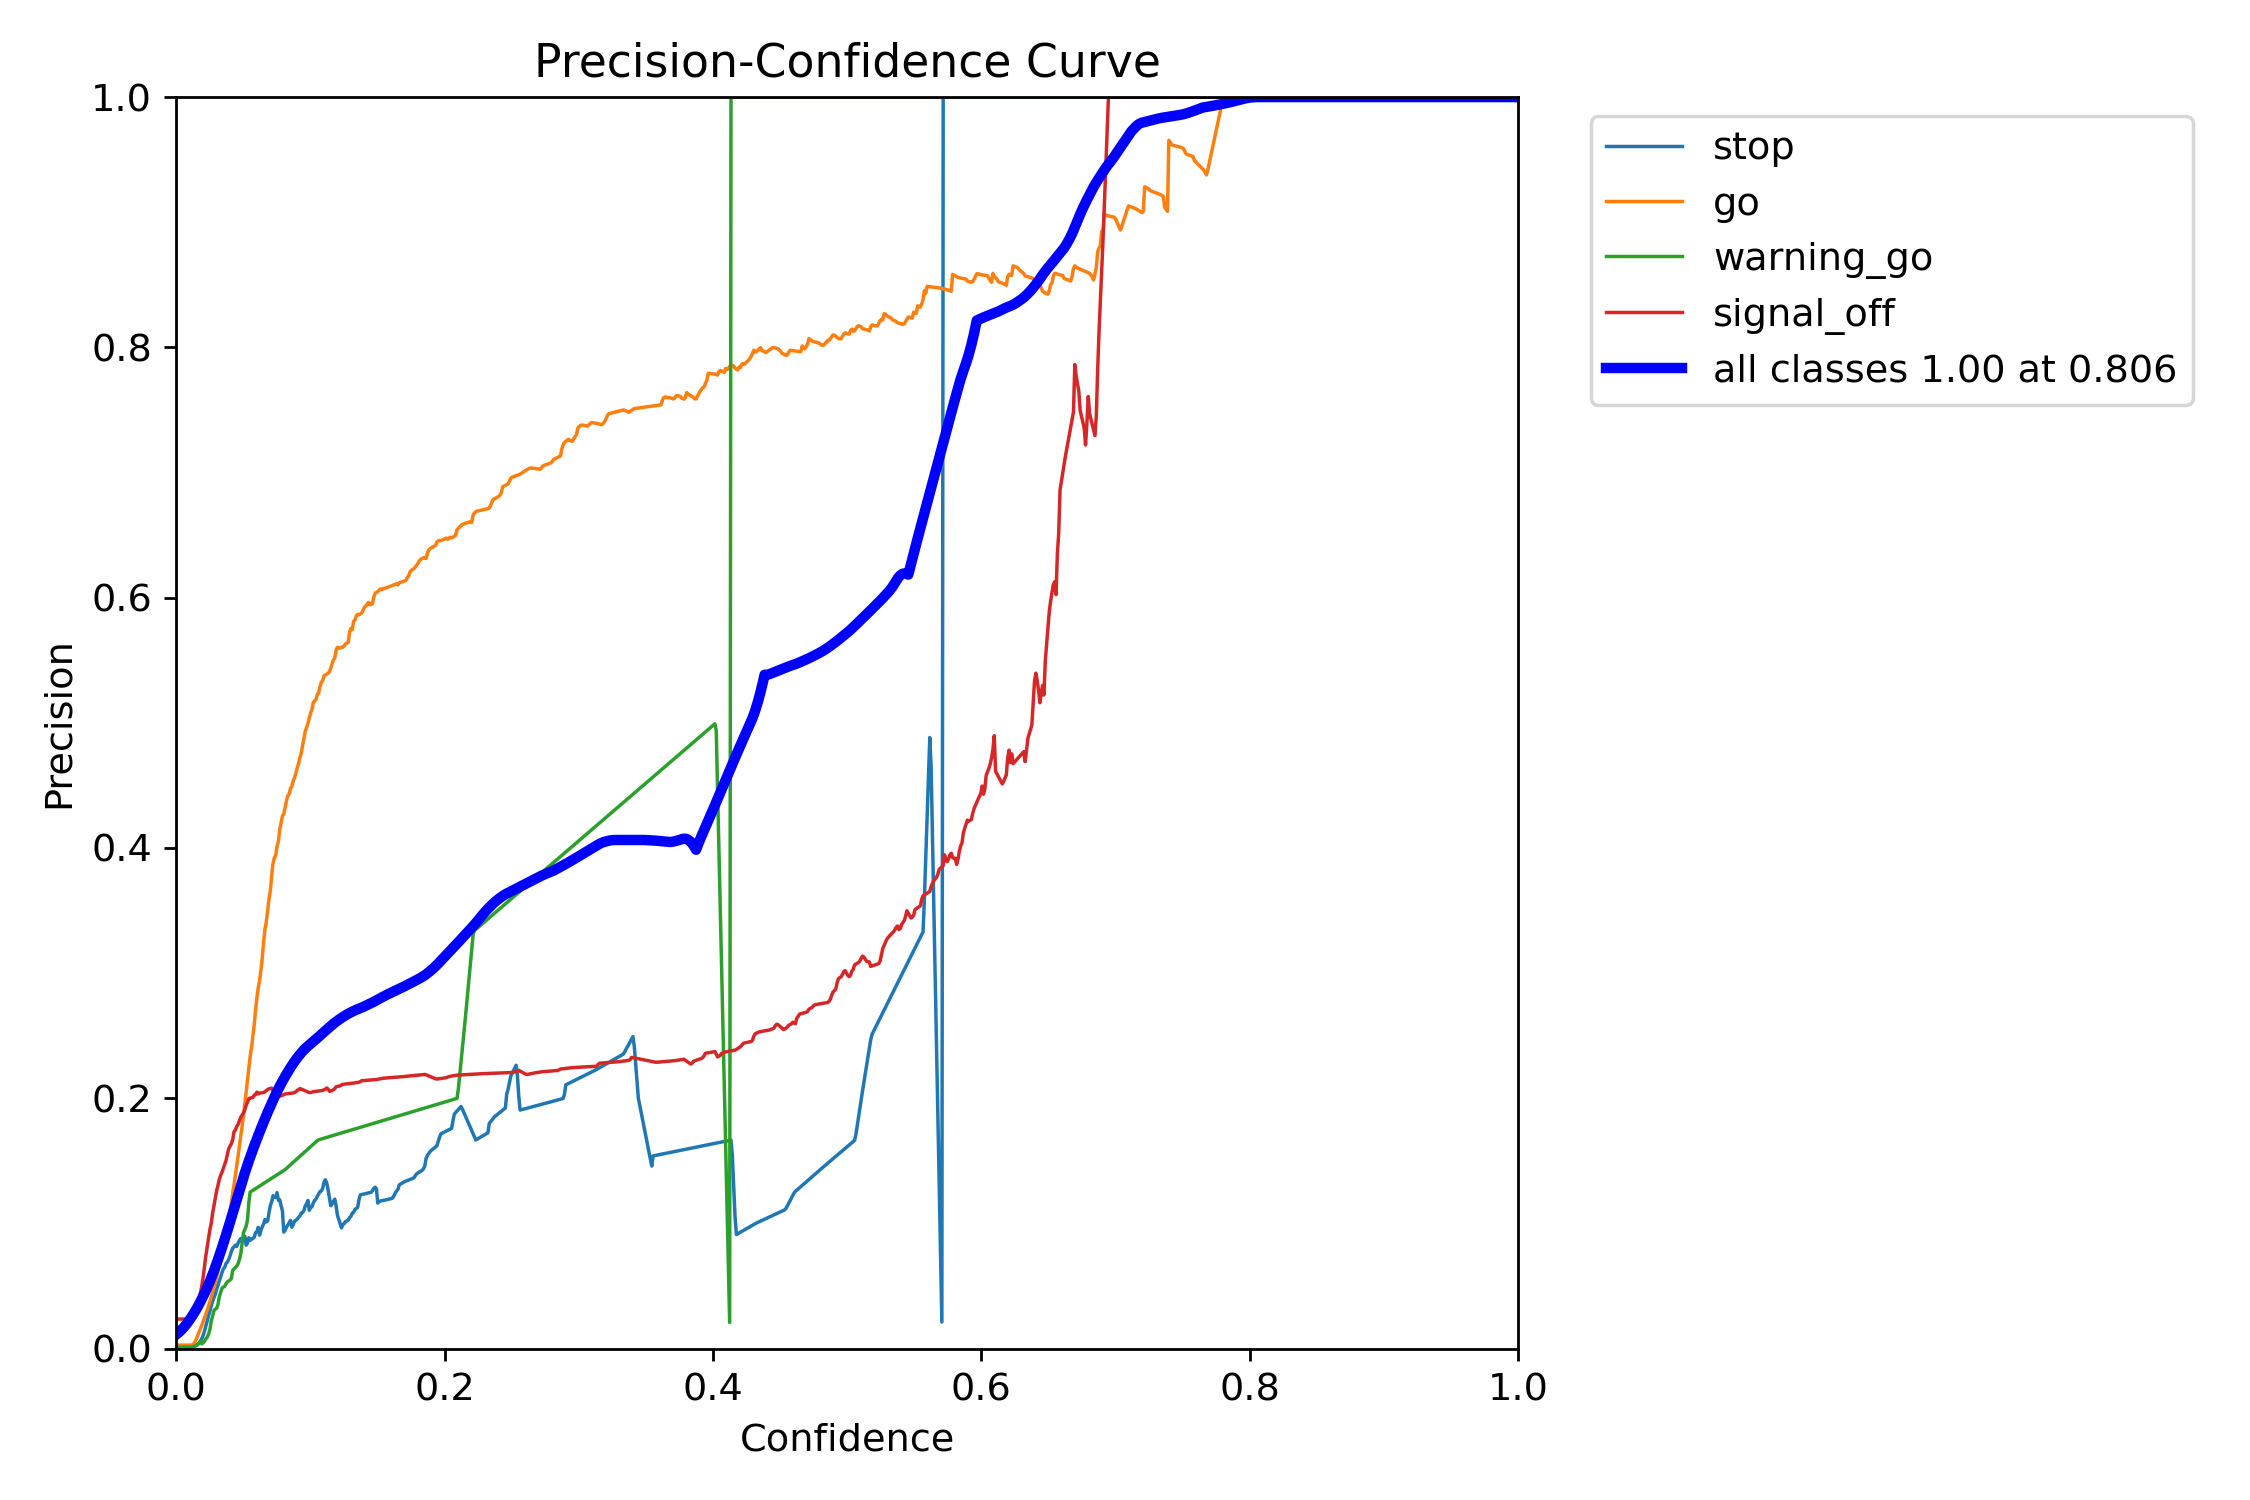 Precision-Confidence Curve
1.0
0.8
0.6
0.4
0.2
0.0
Precision
0.0 0.2 0.4 0.6 0.8 1.0
Confidence
stop
go
warning_go
signal_off
all classes 1.00 at 0.806